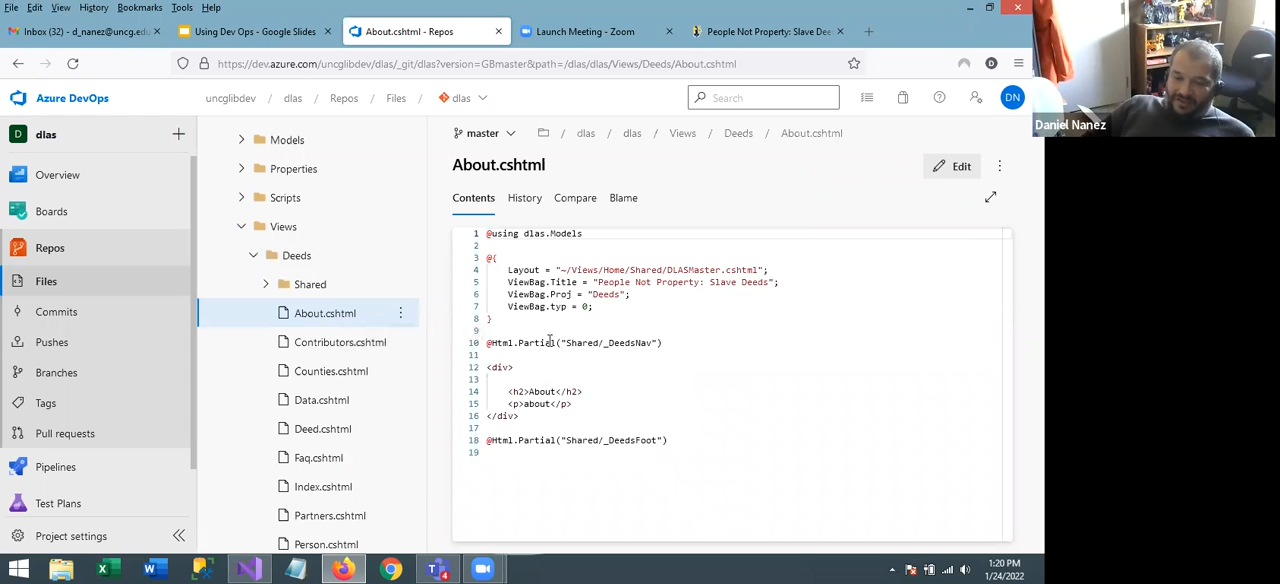 File Edit View History Bookmarks Tools Help
Inbox (32) - d_nanez@uncg.edu
Using Dev Ops - Google Slides
About.cshtml - Repos
Launch Meeting - Zoom
People Not Property: Slave Dee
https://dev.azure.com/uncglibdev/dlas/_git/dlas?version=GBmaster&path=/dlas/dlas/Views/Deeds/About.cshtml
D
Azure DevOps
uncglibdev / dlas / Repos / Files / dlas
Search
DN
Daniel Nanez
D dlas
Overview
Boards
Repos
Files
Commits
Pushes
Branches
Tags
Pull requests
Pipelines
Test Plans
Project settings
Models
Properties
Scripts
Views
Deeds
Shared
About.cshtml
Contributors.cshtml
Counties.cshtml
Data.cshtml
Deed.cshtml
Faq.cshtml
Index.cshtml
Partners.cshtml
Person.cshtml
master / dlas / dlas / Views / Deeds / About.cshtml
About.cshtml
Edit
Contents History Compare Blame
1 @using dlas.Models
2
3 @{
4 Layout = "~/Views/Home/Shared/DLASMaster.cshtml";
5 ViewBag.Title = "People Not Property: Slave Deeds";
6 ViewBag.Proj = "Deeds";
7 ViewBag.typ = 0;
8 }
9
10 @Html.Partial("Shared/_DeedsNav")
11
12 <div>
13
14 <h2>About</h2>
15 <p>about</p>
16 </div>
17
18 @Html.Partial("Shared/_DeedsFoot")
19
4
1:20 PM
1/24/2022